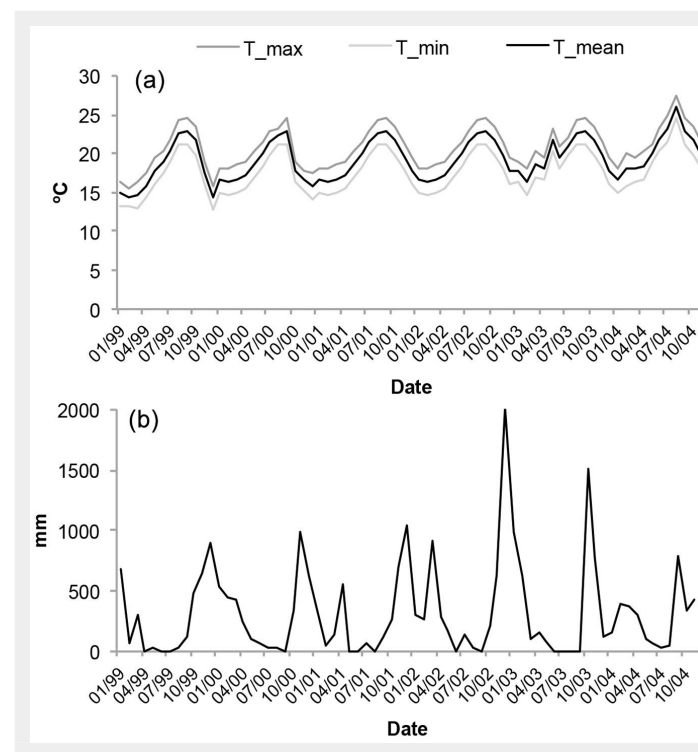 T_max T_min T_mean
(a)
30
25
20
15
10
5
0
°C
01/99 04/99 07/99 10/99 01/00 04/00 07/00 10/00 01/01 04/01 07/01 10/01 01/02 04/02 07/02 10/02 01/03 04/03 07/03 10/03 01/04 04/04 07/04 10/04
Date
(b)
2000
1500
1000
500
0
mm
01/99 04/99 07/99 10/99 01/00 04/00 07/00 10/00 01/01 04/01 07/01 10/01 01/02 04/02 07/02 10/02 01/03 04/03 07/03 10/03 01/04 04/04 07/04 10/04
Date